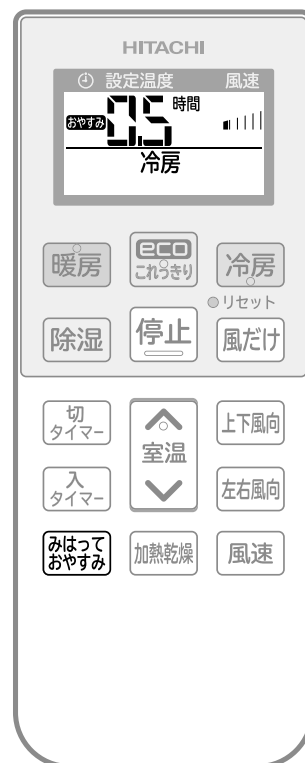 HITACHI
設定温度 風速
おやすみ 0.5 時間
冷房
暖房 eco これっきり 冷房
リセット
除湿 停止 風だけ
切タイマー 室温 上下風向
入タイマー 左右風向
みはっておやすみ 加熱乾燥 風速